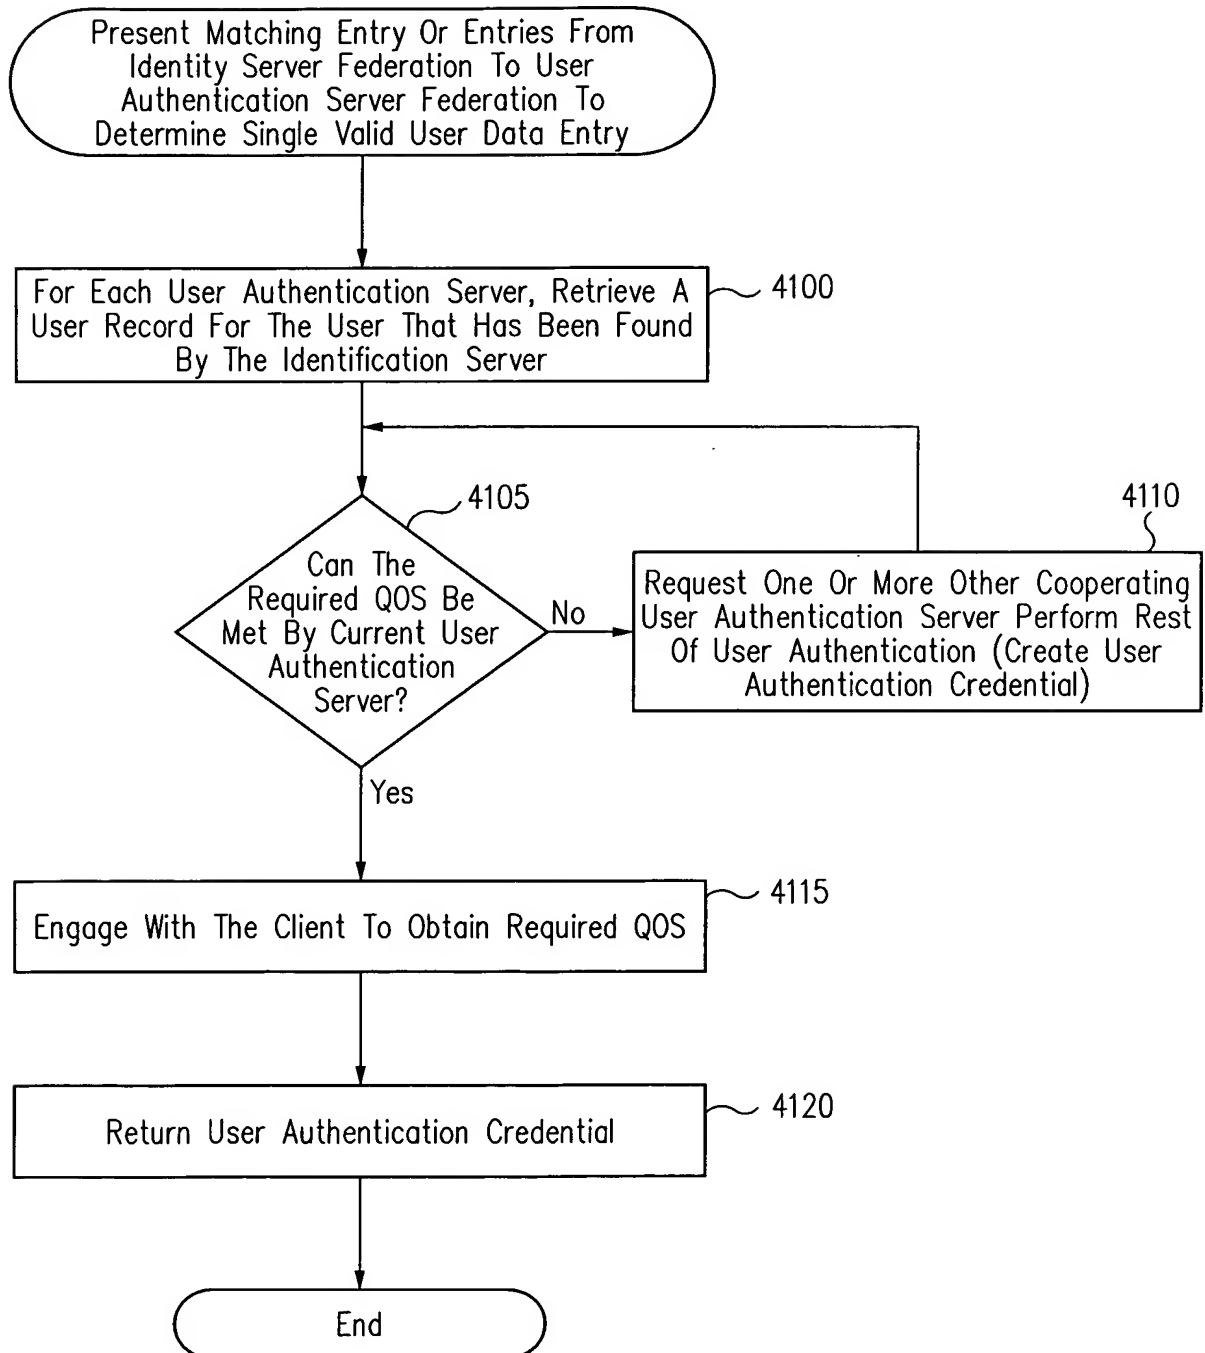 Present Matching Entry Or Entries From
Identity Server Federation To User
Authentication Server Federation To
Determine Single Valid User Data Entry
4100
For Each User Authentication Server, Retrieve A
User Record For The User That Has Been Found
By The Identification Server
4105
Can The
Required QOS Be
Met By Current User
Authentication
Server?
No
4110
Request One Or More Other Cooperating
User Authentication Server Perform Rest
Of User Authentication (Create User
Authentication Credential)
Yes
4115
Engage With The Client To Obtain Required QOS
4120
Return User Authentication Credential
End